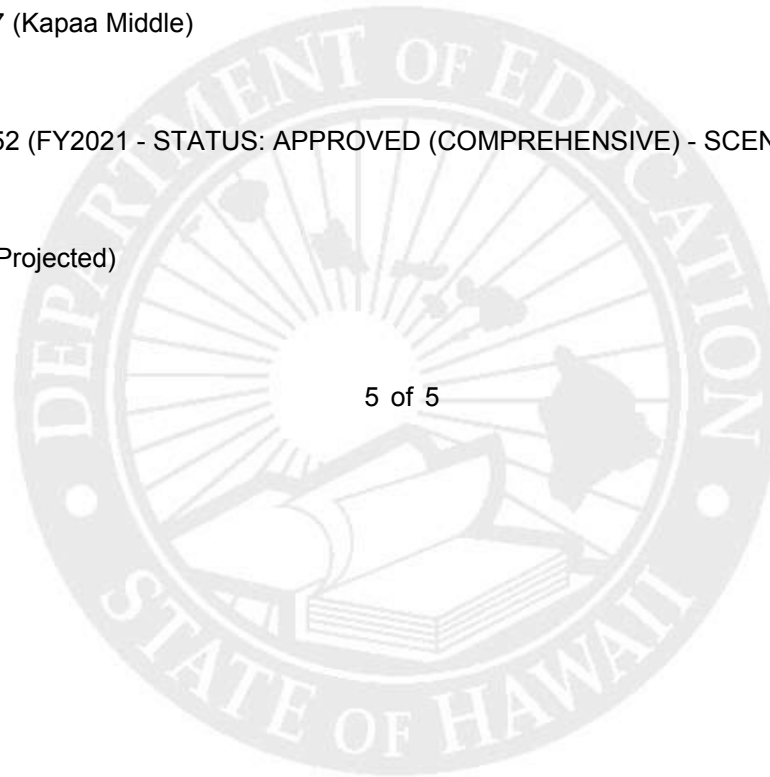 7 (Kapaa Middle)
52 (FY2021 - STATUS: APPROVED (COMPREHENSIVE) - SCEN
Projected)
5 of 5
DEPARTMENT OF EDUCATION
STATE OF HAWAII